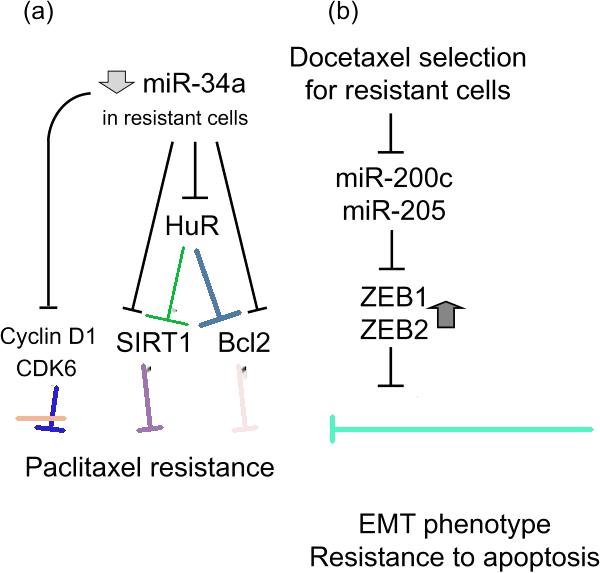 (a)
miR-34a
in resistant cells
HuR
Cyclin D1
CDK6
SIRT1
Bcl2
Paclitaxel resistance
(b)
Docetaxel selection
for resistant cells
miR-200c
miR-205
ZEB1
ZEB2
EMT phenotype
Resistance to apoptosis